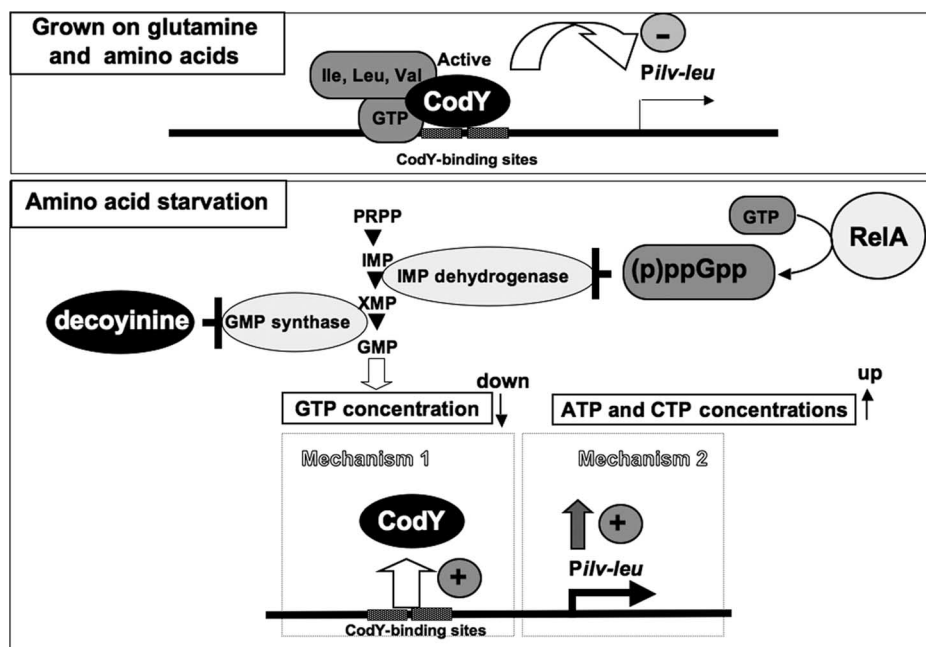 Grown on glutamine
and amino acids
Active
Ile, Leu, Val
CodY
GTP
−
Pilv-leu
CodY-binding sites
Amino acid starvation
PRPP
IMP
IMP dehydrogenase
XMP
GMP synthase
decoyinine
GMP
GTP
RelA
(p)ppGpp
GTP concentration
down
ATP and CTP concentrations
up
Mechanism 1
CodY
+
CodY-binding sites
Mechanism 2
+
Pilv-leu